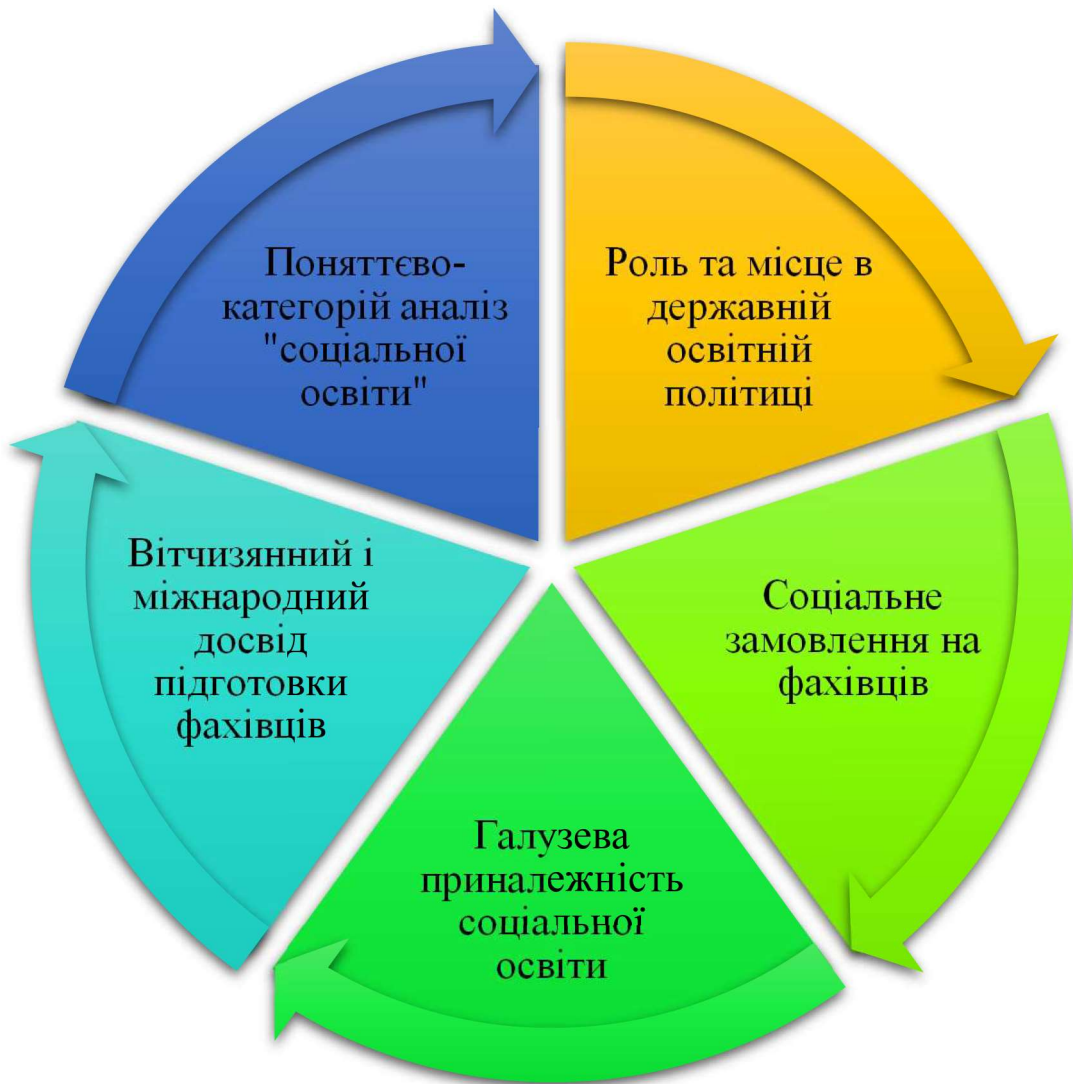 Поняттєво-
категорій аналіз
"соціальної
освіти"
Роль та місце в
державній
освітній
політиці
Соціальне
замовлення на
фахівців
Галузева
приналежність
соціальної
освіти
Вітчизянний і
міжнародний
досвід
підготовки
фахівців